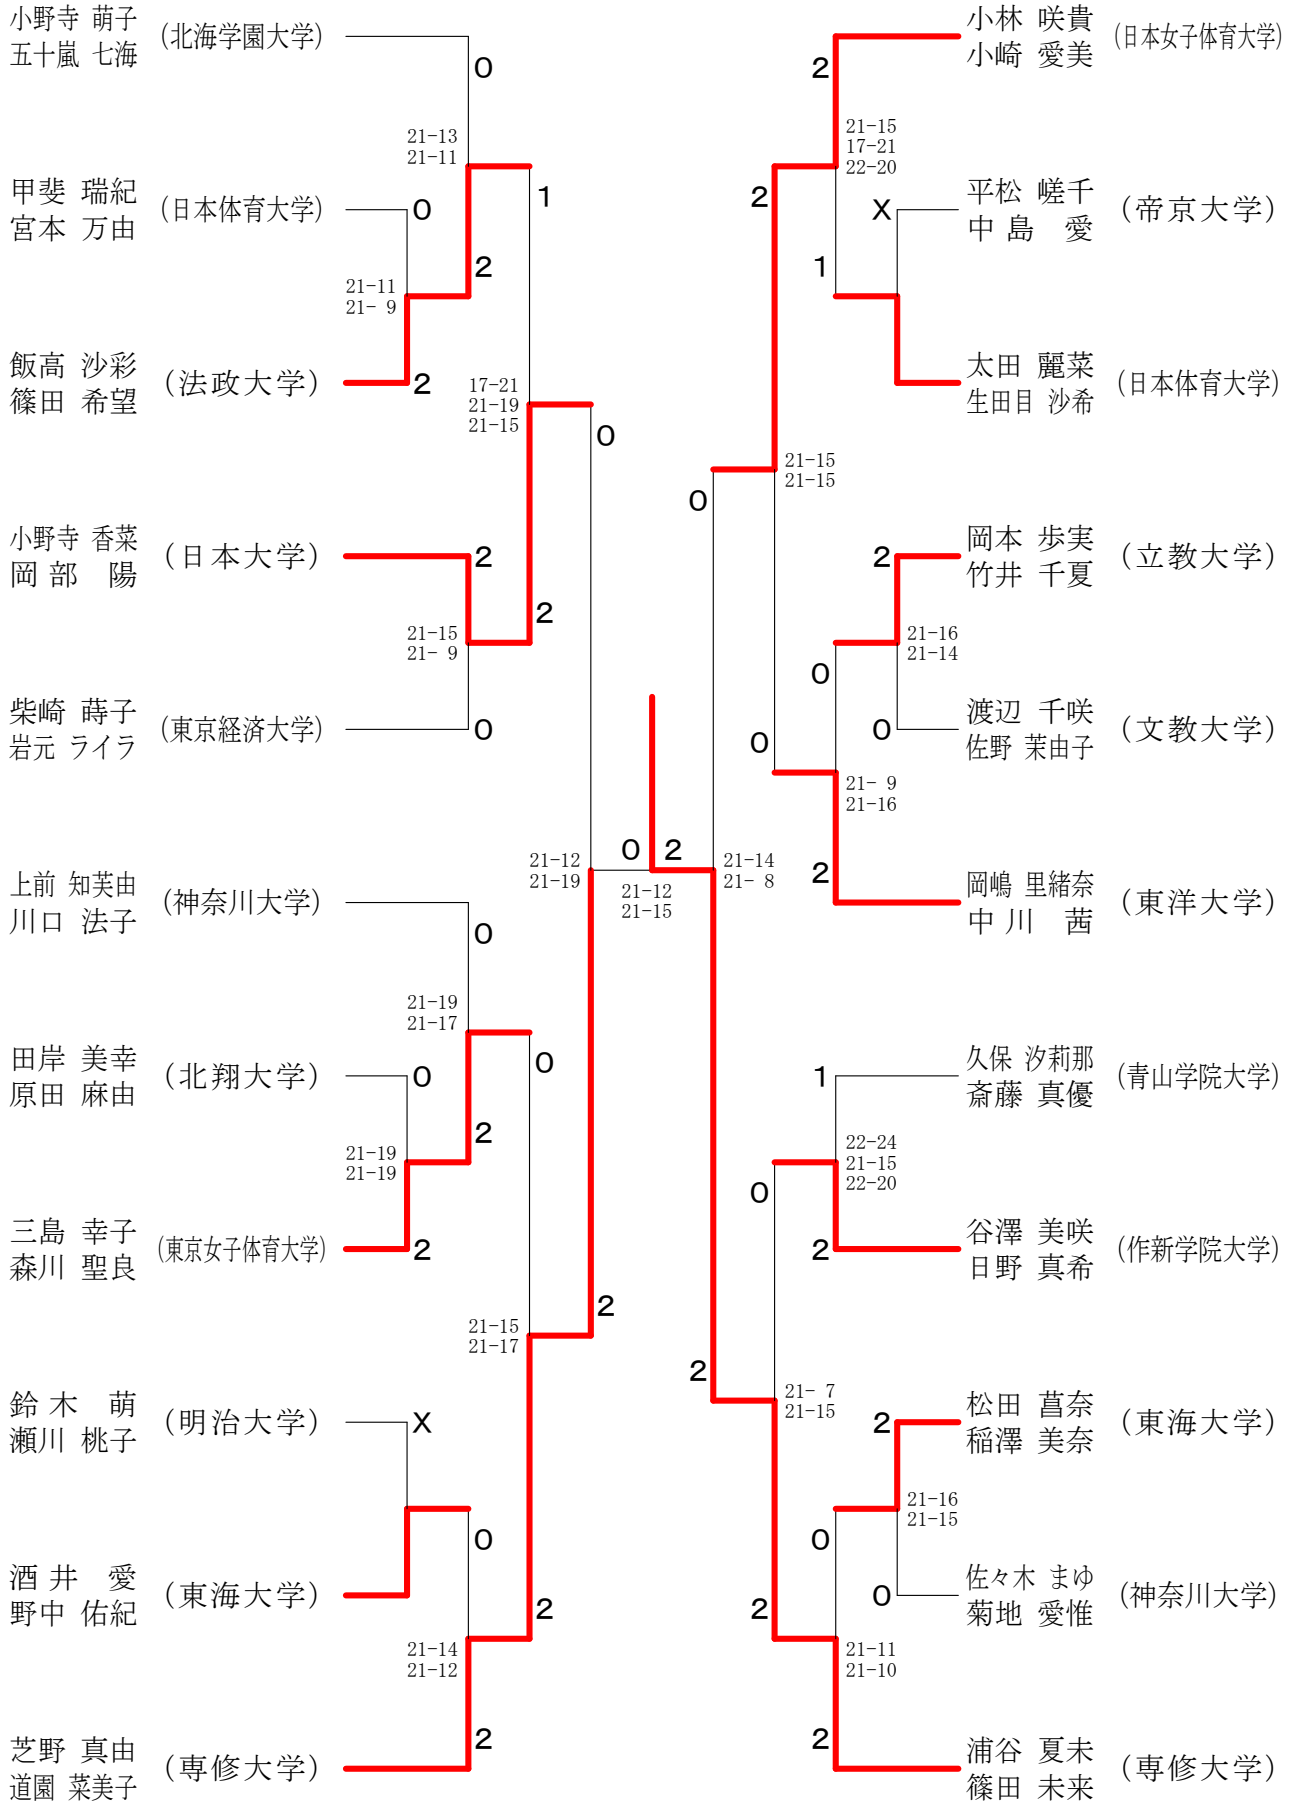 小野寺 萌子
五十嵐 七海
(北海学園大学)
0
21-13
21-11
甲斐 瑞紀
宮本 万由
(日本体育大学)
0
1
2
21-11
21- 9
飯高 沙彩
篠田 希望
(法政大学)
2
17-21
21-19
21-15
0
小野寺 香菜
岡部 陽
(日本大学)
2
2
21-15
21- 9
柴崎 蒔子
岩元 ライラ
(東京経済大学)
0
21-12
21-19
上前 知芙由
川口 法子
(神奈川大学)
0
21-19
21-17
田岸 美幸
原田 麻由
(北翔大学)
0
0
2
21-19
21-19
三島 幸子
森川 聖良
(東京女子体育大学)
2
2
21-15
21-17
鈴木 萌
瀬川 桃子
(明治大学)
X
0
酒井 愛
野中 佑紀
(東海大学)
2
21-14
21-12
芝野 真由
道園 菜美子
(専修大学)
2
0 2
21-12
21-15
小林 咲貴
小崎 愛美
(日本女子体育大学)
2
21-15
17-21
22-20
平松 嵯千
中島 愛
(帝京大学)
X
2
1
太田 麗菜
生田目 沙希
(日本体育大学)
21-15
21-15
0
岡本 歩実
竹井 千夏
(立教大学)
2
21-16
21-14
0
渡辺 千咲
佐野 茉由子
(文教大学)
0
0
21- 9
21-16
21-14
21- 8
2
岡嶋 里緒奈
中川 茜
(東洋大学)
久保 汐莉那
斎藤 真優
(青山学院大学)
1
22-24
21-15
22-20
0
谷澤 美咲
日野 真希
(作新学院大学)
2
2
21- 7
21-15
松田 菖奈
稲澤 美奈
(東海大学)
2
21-16
21-15
0
佐々木 まゆ
菊地 愛惟
(神奈川大学)
0
2
21-11
21-10
2
浦谷 夏未
篠田 未来
(専修大学)